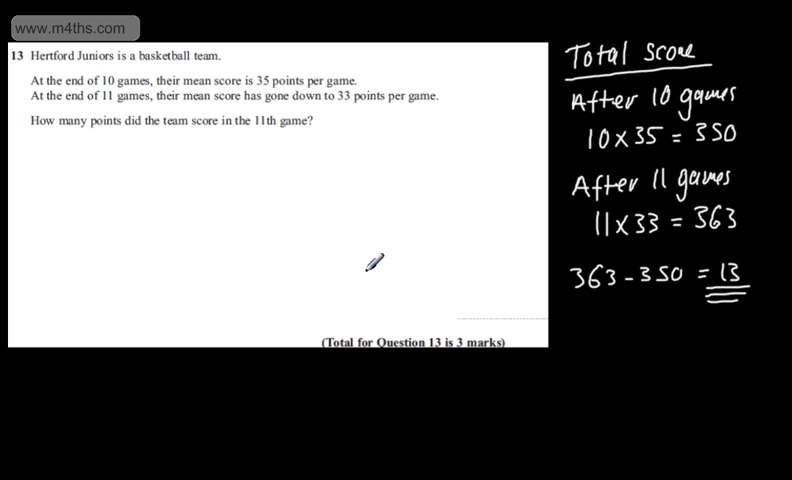 www.m4ths.com
13 Hertford Juniors is a basketball team.
At the end of 10 games, their mean score is 35 points per game.
At the end of 11 games, their mean score has gone down to 33 points per game.
How many points did the team score in the 11th game?
(Total for Question 13 is 3 marks)
Total score
After 10 games
10 x 35 = 350
After 11 games
11 x 33 = 363
363 - 350 = 13